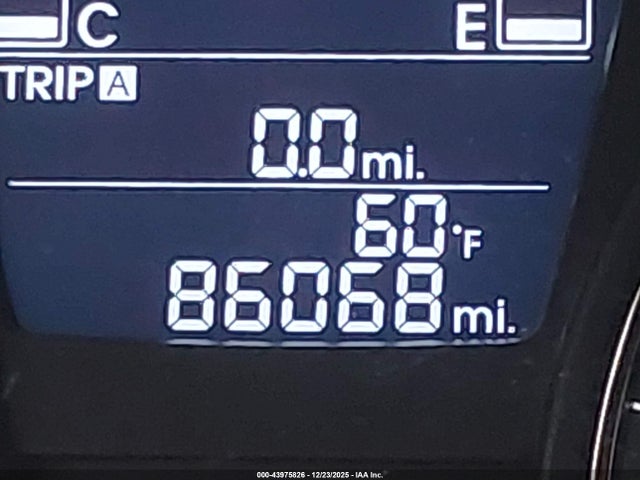 C E
TRIP A
0.0 mi.
60°F
86068 mi.
000-43975826 - 12/23/2025 - IAA Inc.